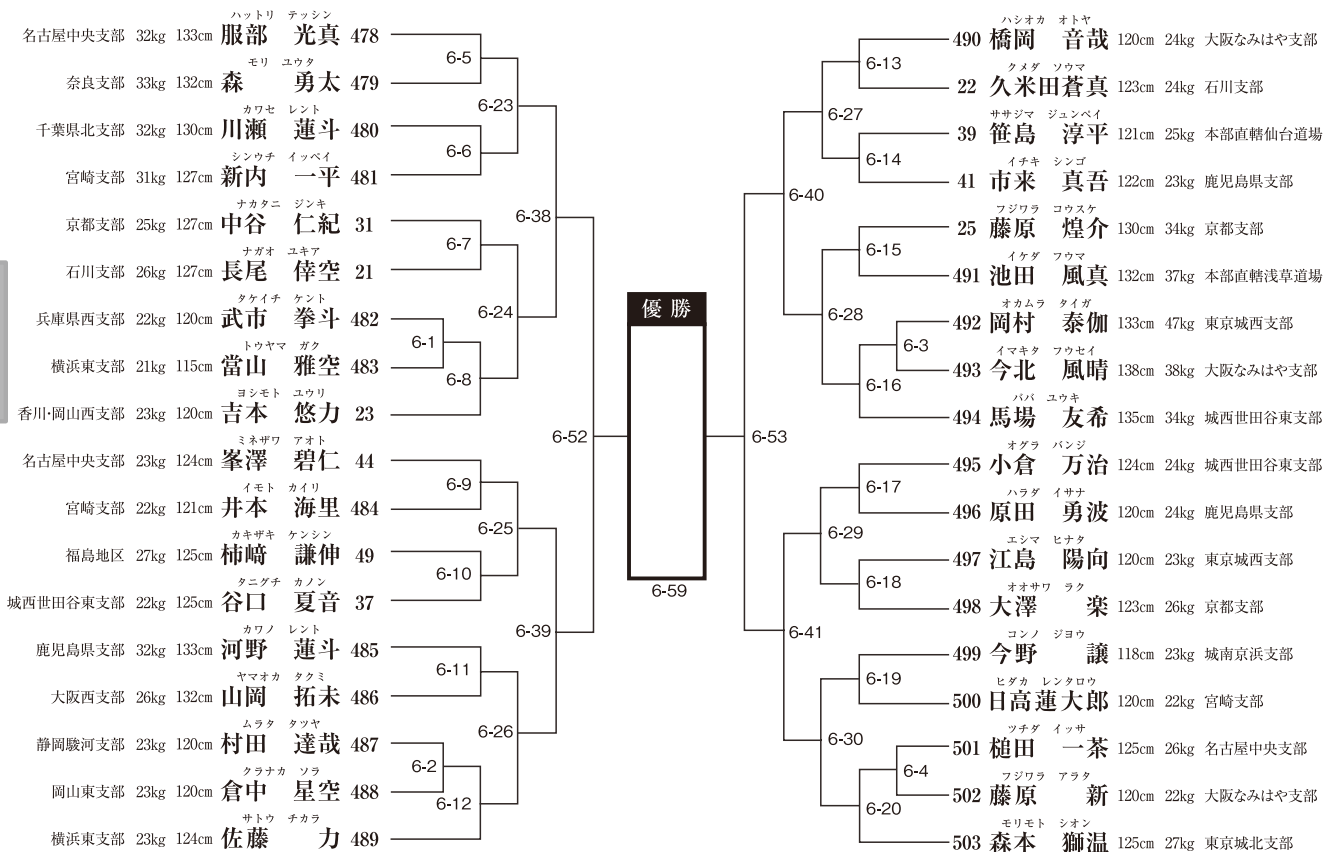 ハットリ テッシン
名古屋中央支部 32kg 133cm 服部 光真 478
モリ ユウタ
奈良支部 33kg 132cm 森 勇太 479
カワセ レント
千葉県北支部 32kg 130cm 川瀬 蓮斗 480
シンウチ イッペイ
宮崎支部 31kg 127cm 新内 一平 481
ナカタニ ジンキ
京都支部 25kg 127cm 中谷 仁紀 31
ナガオ ユキア
石川支部 26kg 127cm 長尾 倖空 21
タケイチ ケント
兵庫県西支部 22kg 120cm 武市 拳斗 482
トウヤマ ガク
横浜東支部 21kg 115cm 當山 雅空 483
ヨシモト ユウリ
香川・岡山西支部 23kg 120cm 吉本 悠力 23
ミネザワ アオト
名古屋中央支部 23kg 124cm 峯澤 碧仁 44
イモト カイリ
宮崎支部 22kg 121cm 井本 海里 484
カキザキ ケンシン
福島地区 27kg 125cm 柿﨑 謙伸 49
タニグチ カノン
城西世田谷東支部 22kg 125cm 谷口 夏音 37
カワノ レント
鹿児島県支部 32kg 133cm 河野 蓮斗 485
ヤマオカ タクミ
大阪西支部 26kg 132cm 山岡 拓未 486
ムラタ タツヤ
静岡駿河支部 23kg 120cm 村田 達哉 487
クラナカ ソラ
岡山東支部 23kg 120cm 倉中 星空 488
サトウ チカラ
横浜東支部 23kg 124cm 佐藤 力 489
6-5
6-23
6-6
6-38
6-7
6-24
6-1
6-8
6-52
6-9
6-25
6-10
6-39
6-11
6-26
6-2
6-12
優勝
6-59
6-13
6-27
6-14
6-40
6-15
6-28
6-3
6-16
6-53
6-17
6-29
6-18
6-41
6-19
6-30
6-4
6-20
ハシオカ オトヤ
490 橋岡 音哉 120cm 24kg 大阪なみはや支部
クメダ ソウマ
22 久米田蒼真 123cm 24kg 石川支部
ササジマ ジュンペイ
39 笹島 淳平 121cm 25kg 本部直轄仙台道場
イチキ シンゴ
41 市来 真吾 122cm 23kg 鹿児島県支部
フジワラ コウスケ
25 藤原 煌介 130cm 34kg 京都支部
イケダ フウマ
491 池田 風真 132cm 37kg 本部直轄浅草道場
オカムラ タイガ
492 岡村 泰伽 133cm 47kg 東京城西支部
イマキタ フウセイ
493 今北 風晴 138cm 38kg 大阪なみはや支部
ババ ユウキ
494 馬場 友希 135cm 34kg 城西世田谷東支部
オグラ バンジ
495 小倉 万治 124cm 24kg 城西世田谷東支部
ハラダ イサナ
496 原田 勇波 120cm 24kg 鹿児島県支部
エシマ ヒナタ
497 江島 陽向 120cm 23kg 東京城西支部
オオサワ ラク
498 大澤 楽 123cm 26kg 京都支部
コンノ ジョウ
499 今野 譲 118cm 23kg 城南京浜支部
ヒダカ レンタロウ
500 日高蓮大郎 120cm 22kg 宮崎支部
ツチダ イッサ
501 槌田 一茶 125cm 26kg 名古屋中央支部
フジワラ アラタ
502 藤原 新 120cm 22kg 大阪なみはや支部
モリモト シオン
503 森本 獅温 125cm 27kg 東京城北支部